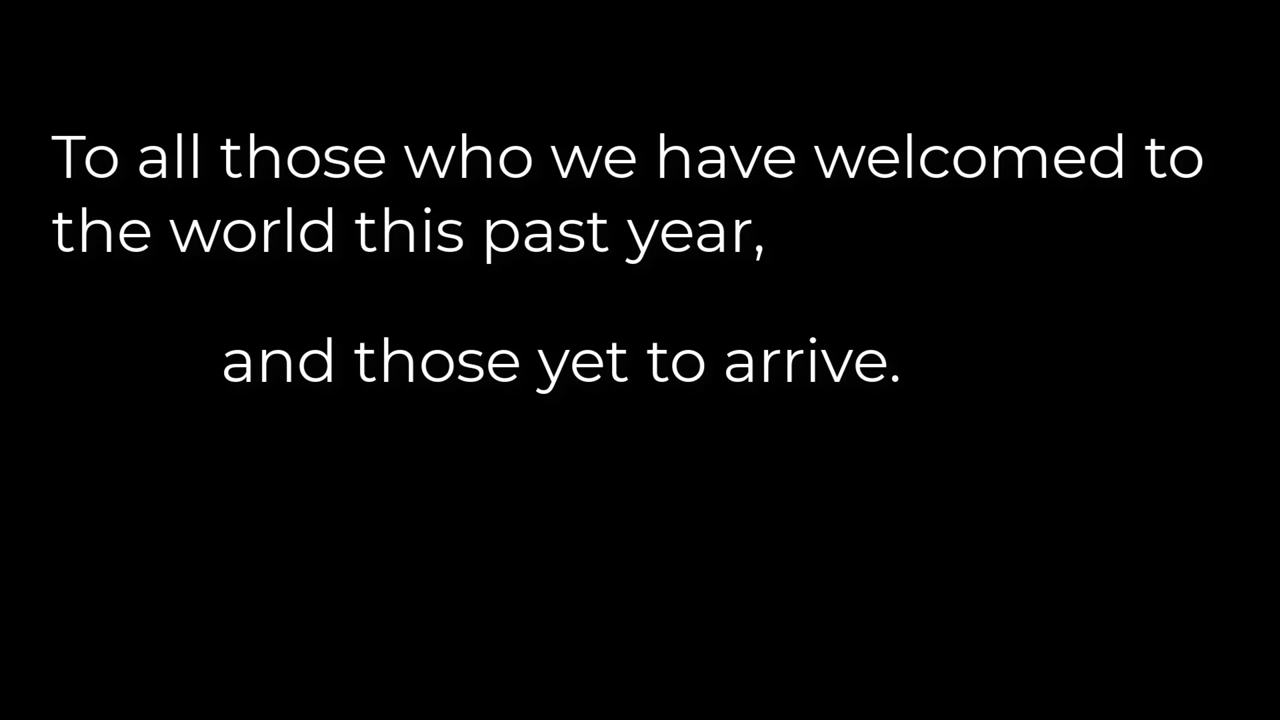 To all those who we have welcomed to
the world this past year,
and those yet to arrive.